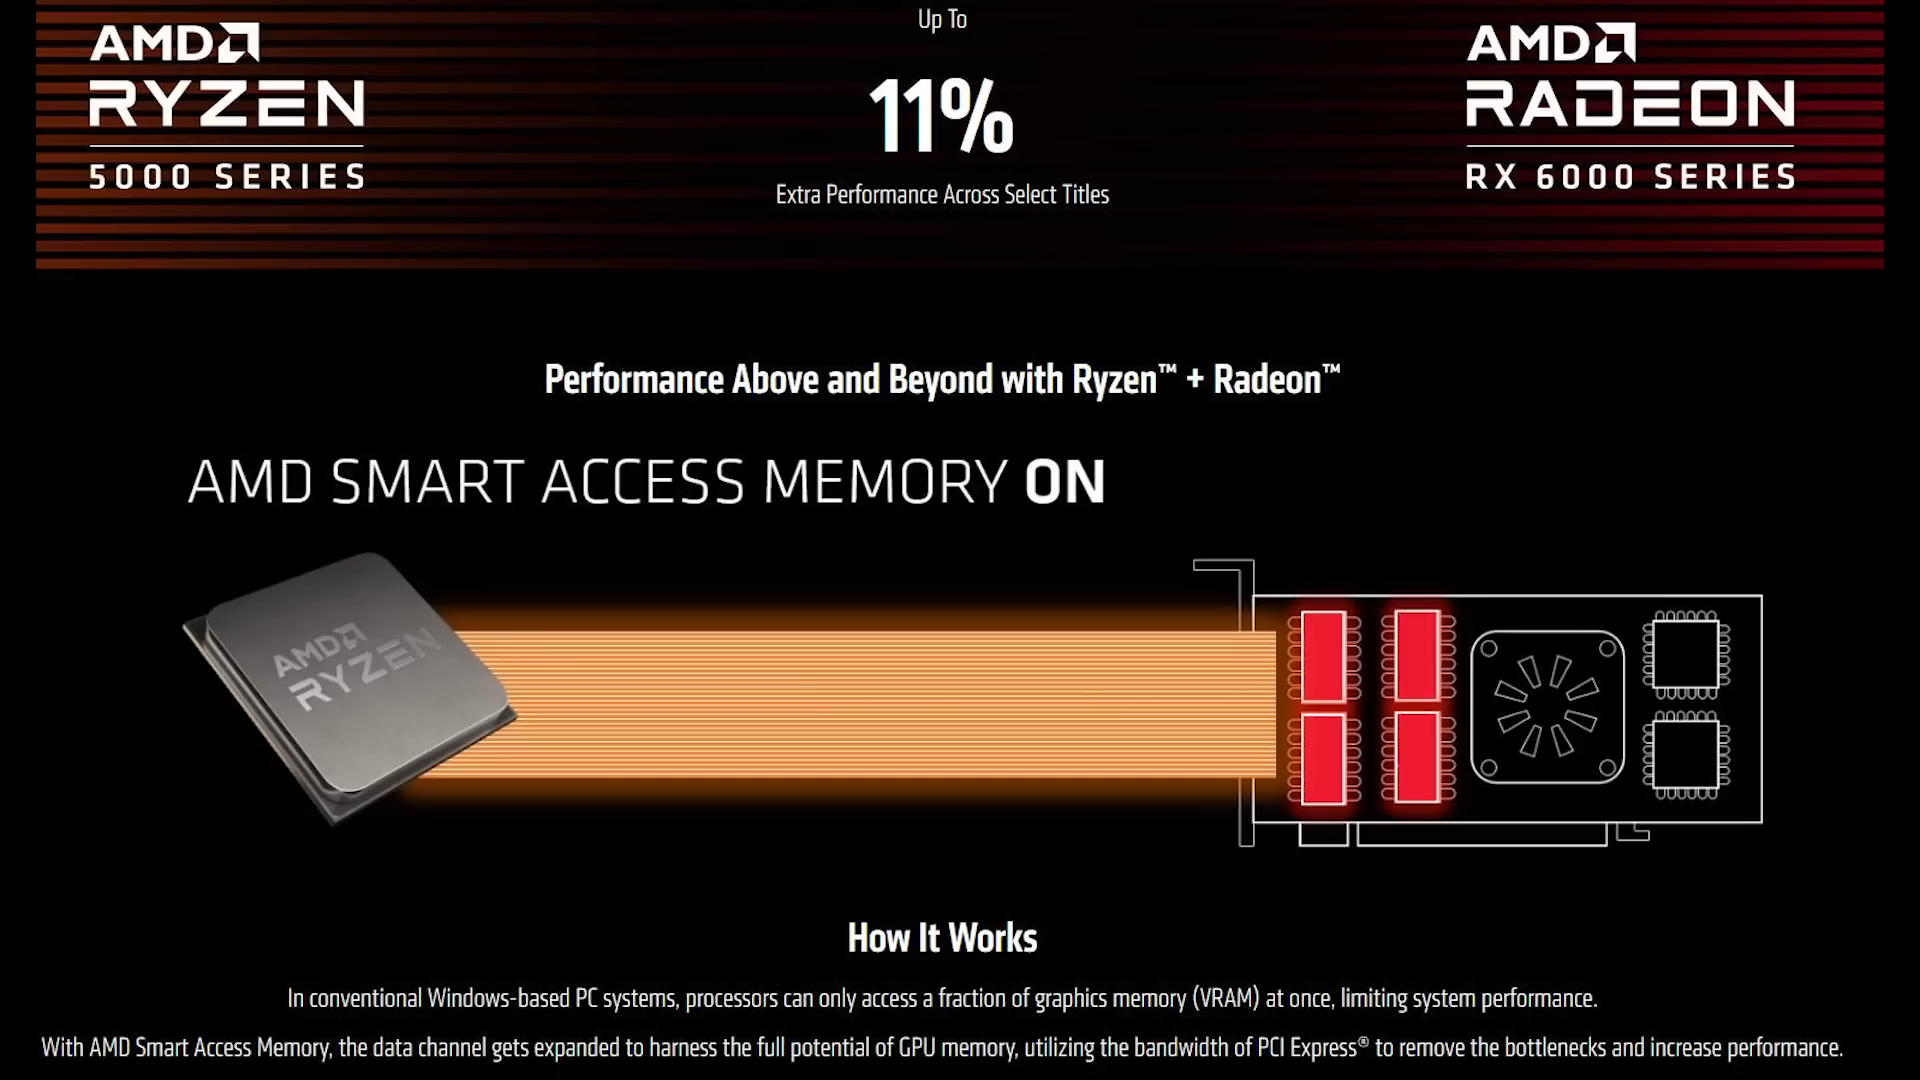 AMD
RYZEN
5000 SERIES
Up To
11%
Extra Performance Across Select Titles
AMD
RADEON
RX 6000 SERIES
Performance Above and Beyond with Ryzen™ + Radeon™
AMD SMART ACCESS MEMORY ON
AMD
RYZEN
How It Works
In conventional Windows-based PC systems, processors can only access a fraction of graphics memory (VRAM) at once, limiting system performance.
With AMD Smart Access Memory, the data channel gets expanded to harness the full potential of GPU memory, utilizing the bandwidth of PCI Express® to remove the bottlenecks and increase performance.